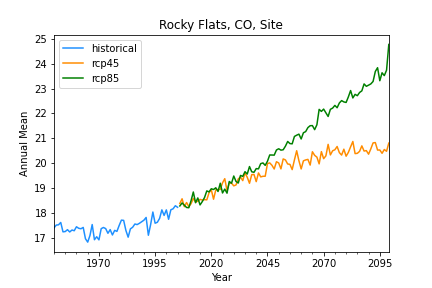 Rocky Flats, CO, Site
historical
rcp45
rcp85
25
24
23
22
21
20
19
18
17
Annual Mean
1970 1995 2020 2045 2070 2095
Year